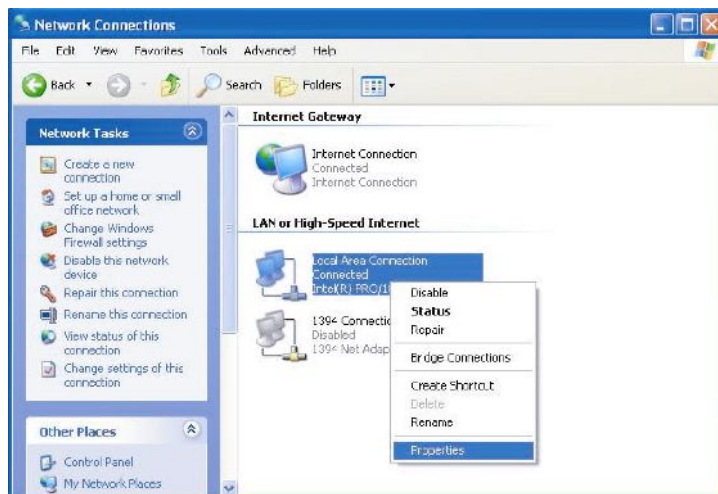 Network Connections
File Edit View Favorites Tools Advanced Help
Back Search Folders
Network Tasks
Create a new
connection
Set up a home or small
office network
Change Windows
Firewall settings
Disable this network
device
Repair this connection
Rename this connection
View status of this
connection
Change settings of this
connection
Other Places
Control Panel
My Network Places
Internet Gateway
Internet Connection
Connected
Internet Connection
LAN or High-Speed Internet
Local Area Connection
Connected
Intel(R) PRO/1
1394 Connectio
Disabled
1394 Net Adap
Disable
Status
Repair
Bridge Connections
Create Shortcut
Delete
Rename
Properties